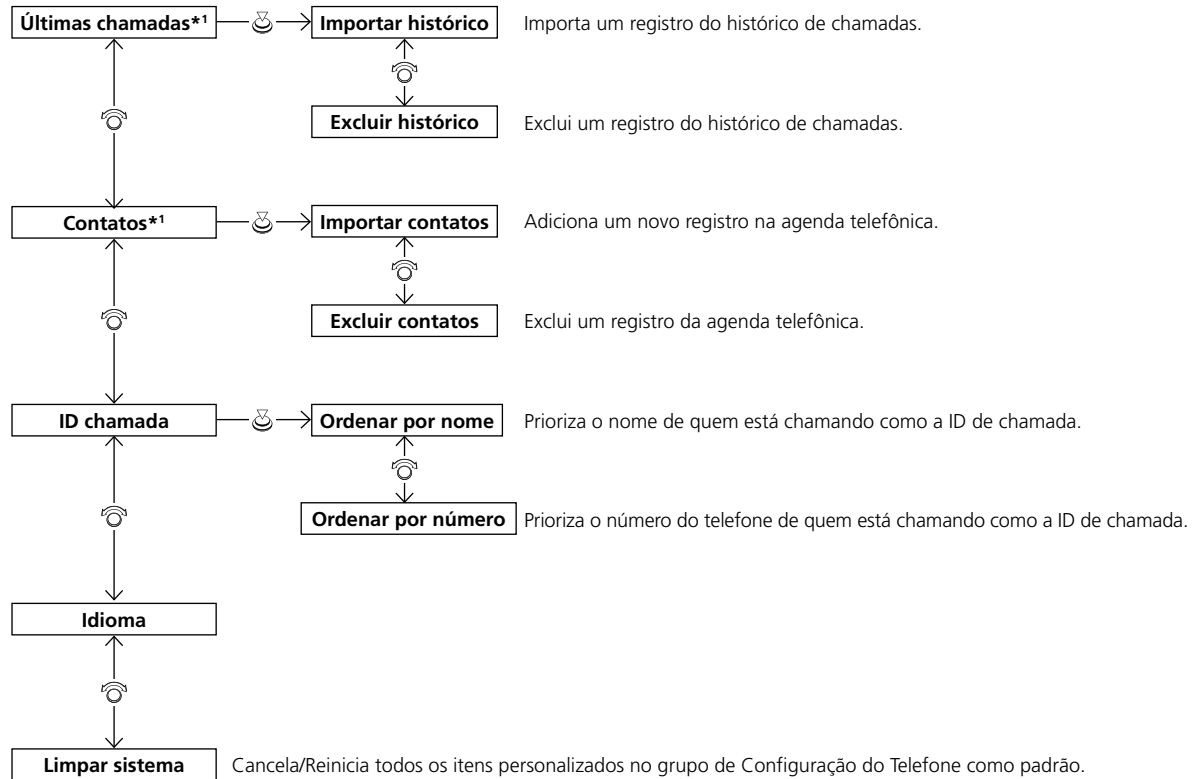 Últimas chamadas*1 Importar histórico Importa um registro do histórico de chamadas.
Excluir histórico Exclui um registro do histórico de chamadas.
Contatos*1 Importar contatos Adiciona um novo registro na agenda telefônica.
Excluir contatos Exclui um registro da agenda telefônica.
ID chamada Ordenar por nome Prioriza o nome de quem está chamando como a ID de chamada.
Ordenar por número Prioriza o número do telefone de quem está chamando como a ID de chamada.
Idioma
Limpar sistema Cancela/Reinicia todos os itens personalizados no grupo de Configuração do Telefone como padrão.